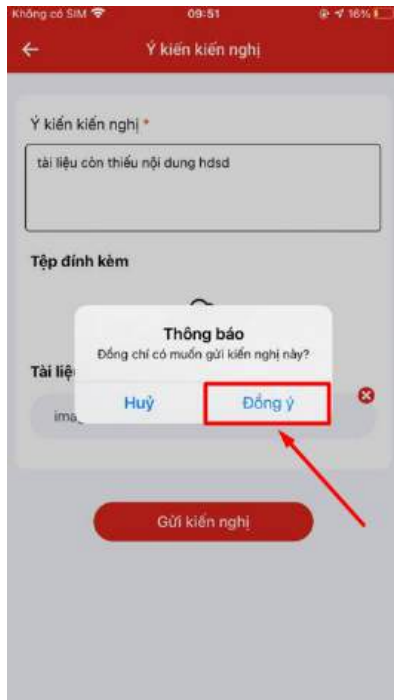 Không có SIM 09:51 16%
Ý kiến kiến nghị
Ý kiến kiến nghị *
tài liệu còn thiếu nội dung hdsd
Tệp đính kèm
Thông báo
Đồng chí có muốn gửi kiến nghị này?
Tài liệ
Huỷ Đồng ý
ima
Gửi kiến nghị